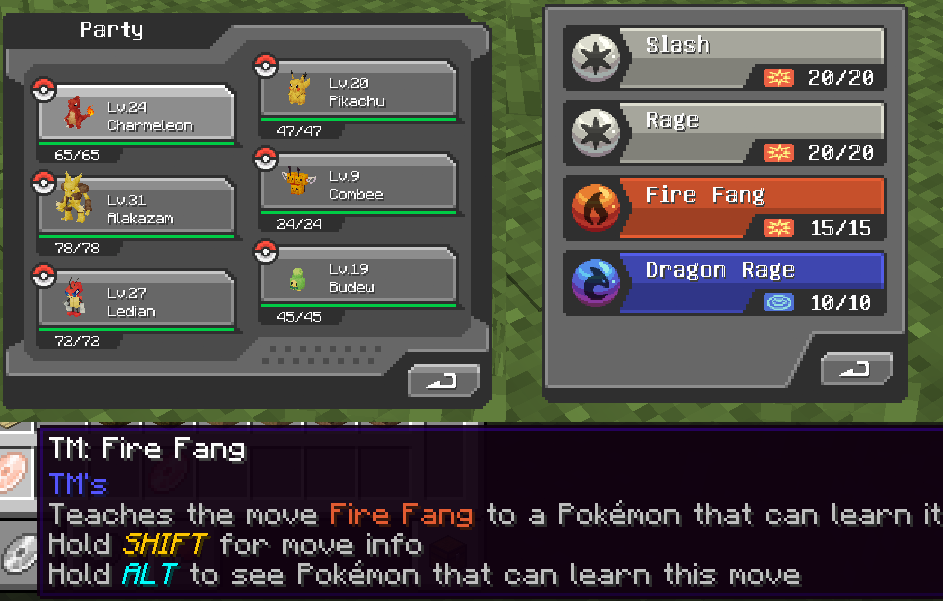 Party
Lv.24
Charmeleon
65/65
Lv.20
Pikachu
47/47
Lv.31
Alakazam
78/78
Lv.9
Combee
24/24
Lv.27
Ledian
72/72
Lv.19
Budew
45/45
Slash
20/20
Rage
20/20
Fire Fang
15/15
Dragon Rage
10/10
TM: Fire Fang
TM's
Teaches the move Fire Fang to a Pokémon that can learn it
Hold SHIFT for move info
Hold ALT to see Pokémon that can learn this move